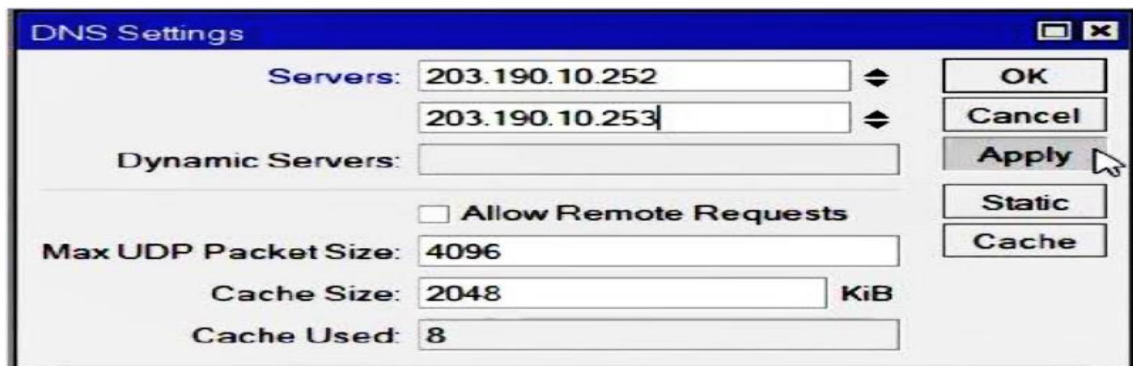 DNS Settings
Servers: 203.190.10.252 OK
203.190.10.253 Cancel
Dynamic Servers: Apply
Allow Remote Requests Static
Max UDP Packet Size: 4096 Cache
Cache Size: 2048 KiB
Cache Used: 8